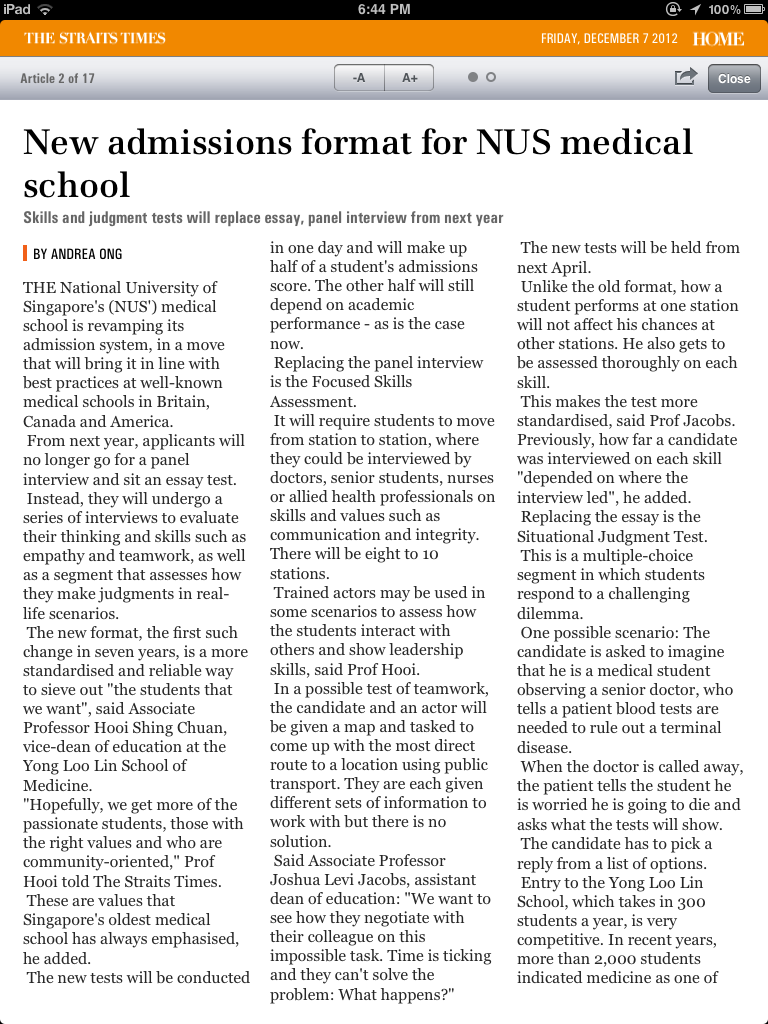 iPad
6:44 PM
100%
THE STRAITS TIMES
FRIDAY, DECEMBER 7 2012
HOME
Article 2 of 17
-A
A+
Close
New admissions format for NUS medical
school
Skills and judgment tests will replace essay, panel interview from next year
BY ANDREA ONG
THE National University of
Singapore's (NUS') medical
school is revamping its
admission system, in a move
that will bring it in line with
best practices at well-known
medical schools in Britain,
Canada and America.
From next year, applicants will
no longer go for a panel
interview and sit an essay test.
Instead, they will undergo a
series of interviews to evaluate
their thinking and skills such as
empathy and teamwork, as well
as a segment that assesses how
they make judgments in real-
life scenarios.
The new format, the first such
change in seven years, is a more
standardised and reliable way
to sieve out "the students that
we want", said Associate
Professor Hooi Shing Chuan,
vice-dean of education at the
Yong Loo Lin School of
Medicine.
"Hopefully, we get more of the
passionate students, those with
the right values and who are
community-oriented," Prof
Hooi told The Straits Times.
These are values that
Singapore's oldest medical
school has always emphasised,
he added.
The new tests will be conducted
in one day and will make up
half of a student's admissions
score. The other half will still
depend on academic
performance - as is the case
now.
Replacing the panel interview
is the Focused Skills
Assessment.
It will require students to move
from station to station, where
they could be interviewed by
doctors, senior students, nurses
or allied health professionals on
skills and values such as
communication and integrity.
There will be eight to 10
stations.
Trained actors may be used in
some scenarios to assess how
the students interact with
others and show leadership
skills, said Prof Hooi.
In a possible test of teamwork,
the candidate and an actor will
be given a map and tasked to
come up with the most direct
route to a location using public
transport. They are each given
different sets of information to
work with but there is no
solution.
Said Associate Professor
Joshua Levi Jacobs, assistant
dean of education: "We want to
see how they negotiate with
their colleague on this
impossible task. Time is ticking
and they can't solve the
problem: What happens?"
The new tests will be held from
next April.
Unlike the old format, how a
student performs at one station
will not affect his chances at
other stations. He also gets to
be assessed thoroughly on each
skill.
This makes the test more
standardised, said Prof Jacobs.
Previously, how far a candidate
was interviewed on each skill
"depended on where the
interview led", he added.
Replacing the essay is the
Situational Judgment Test.
This is a multiple-choice
segment in which students
respond to a challenging
dilemma.
One possible scenario: The
candidate is asked to imagine
that he is a medical student
observing a senior doctor, who
tells a patient blood tests are
needed to rule out a terminal
disease.
When the doctor is called away,
the patient tells the student he
is worried he is going to die and
asks what the tests will show.
The candidate has to pick a
reply from a list of options.
Entry to the Yong Loo Lin
School, which takes in 300
students a year, is very
competitive. In recent years,
more than 2,000 students
indicated medicine as one of